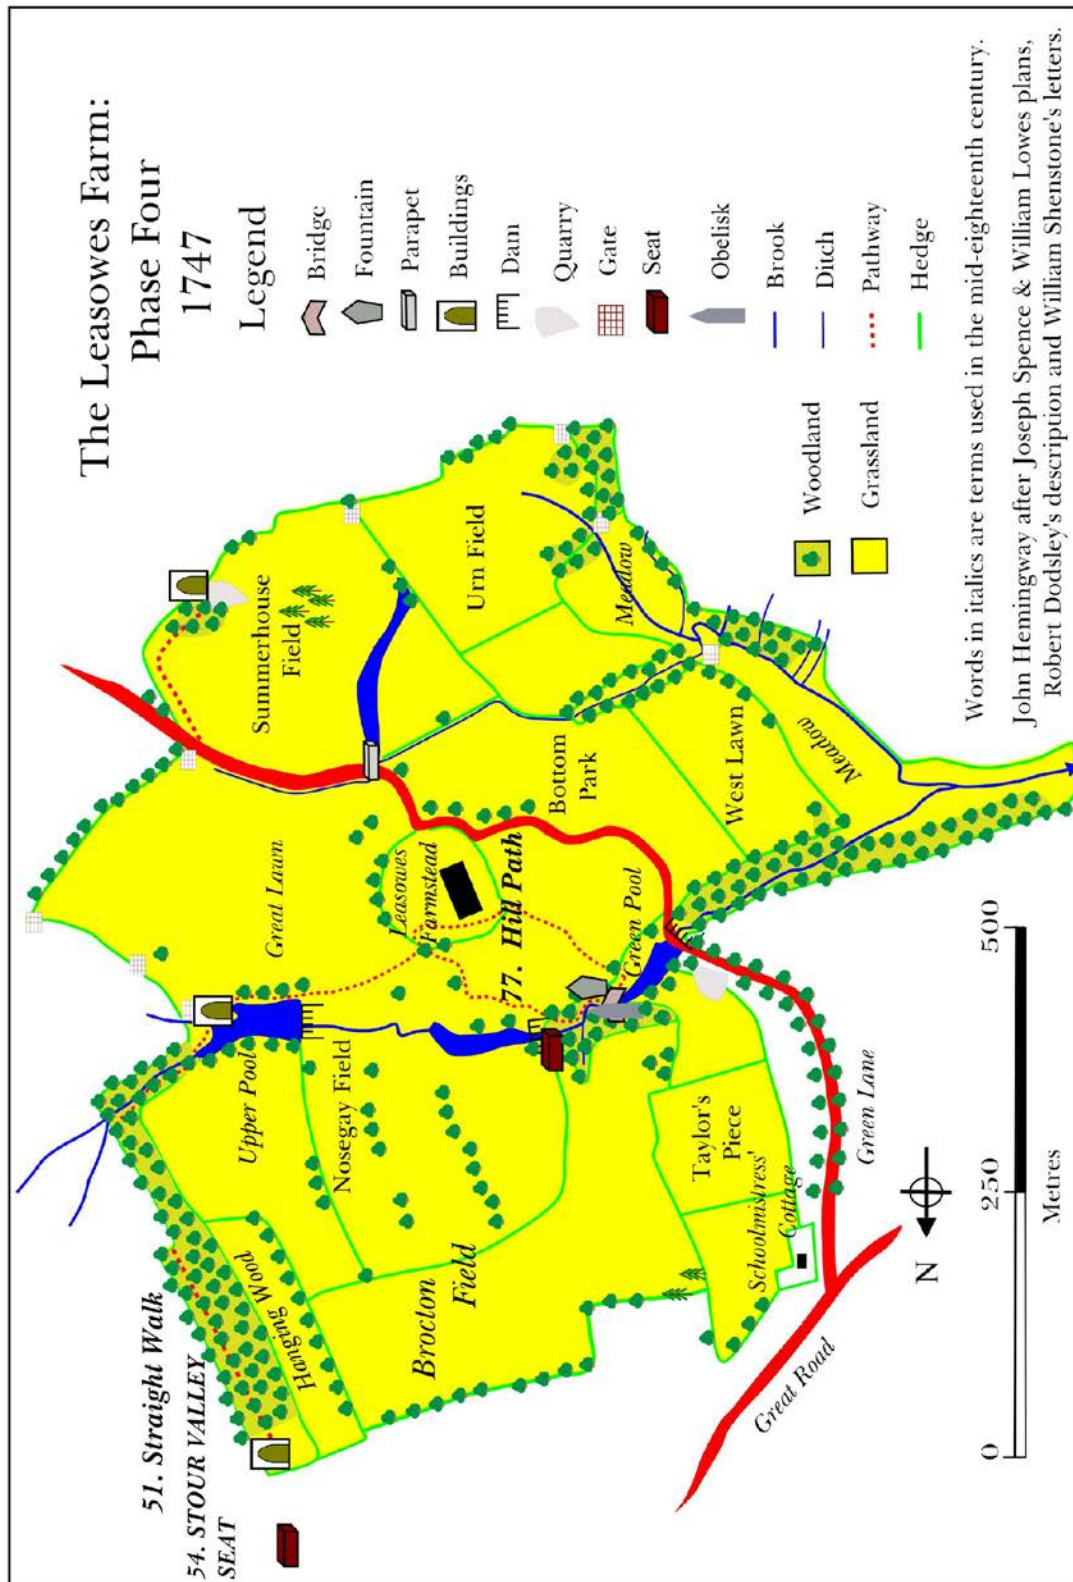 The Leasowes Farm:
Phase Four
1747
Legend
Bridge
Fountain
Parapet
Buildings
Dam
Quarry
Gate
Seat
Obelisk
Brook
Ditch
Pathway
Hedge
Woodland
Grassland
Words in italics are terms used in the mid-eighteenth century.
John Hemingway after Joseph Spence & William Lowes plans,
Robert Dodsley's description and William Shenstone's letters.
51. Straight Walk
54. STOUR VALLEY
SEAT
Hanging Wood
Upper Pool
Nosegay Field
Brocton
Field
Great Lawn
Leasowes
Farmstead
77. Hill Path
Green Pool
Summerhouse
Field
Urn Field
Meadow
Bottom
Park
West Lawn
Meadow
Taylor's
Piece
Schoolmistress'
Cottage
Green Lane
Great Road
N
0
250
500
Metres